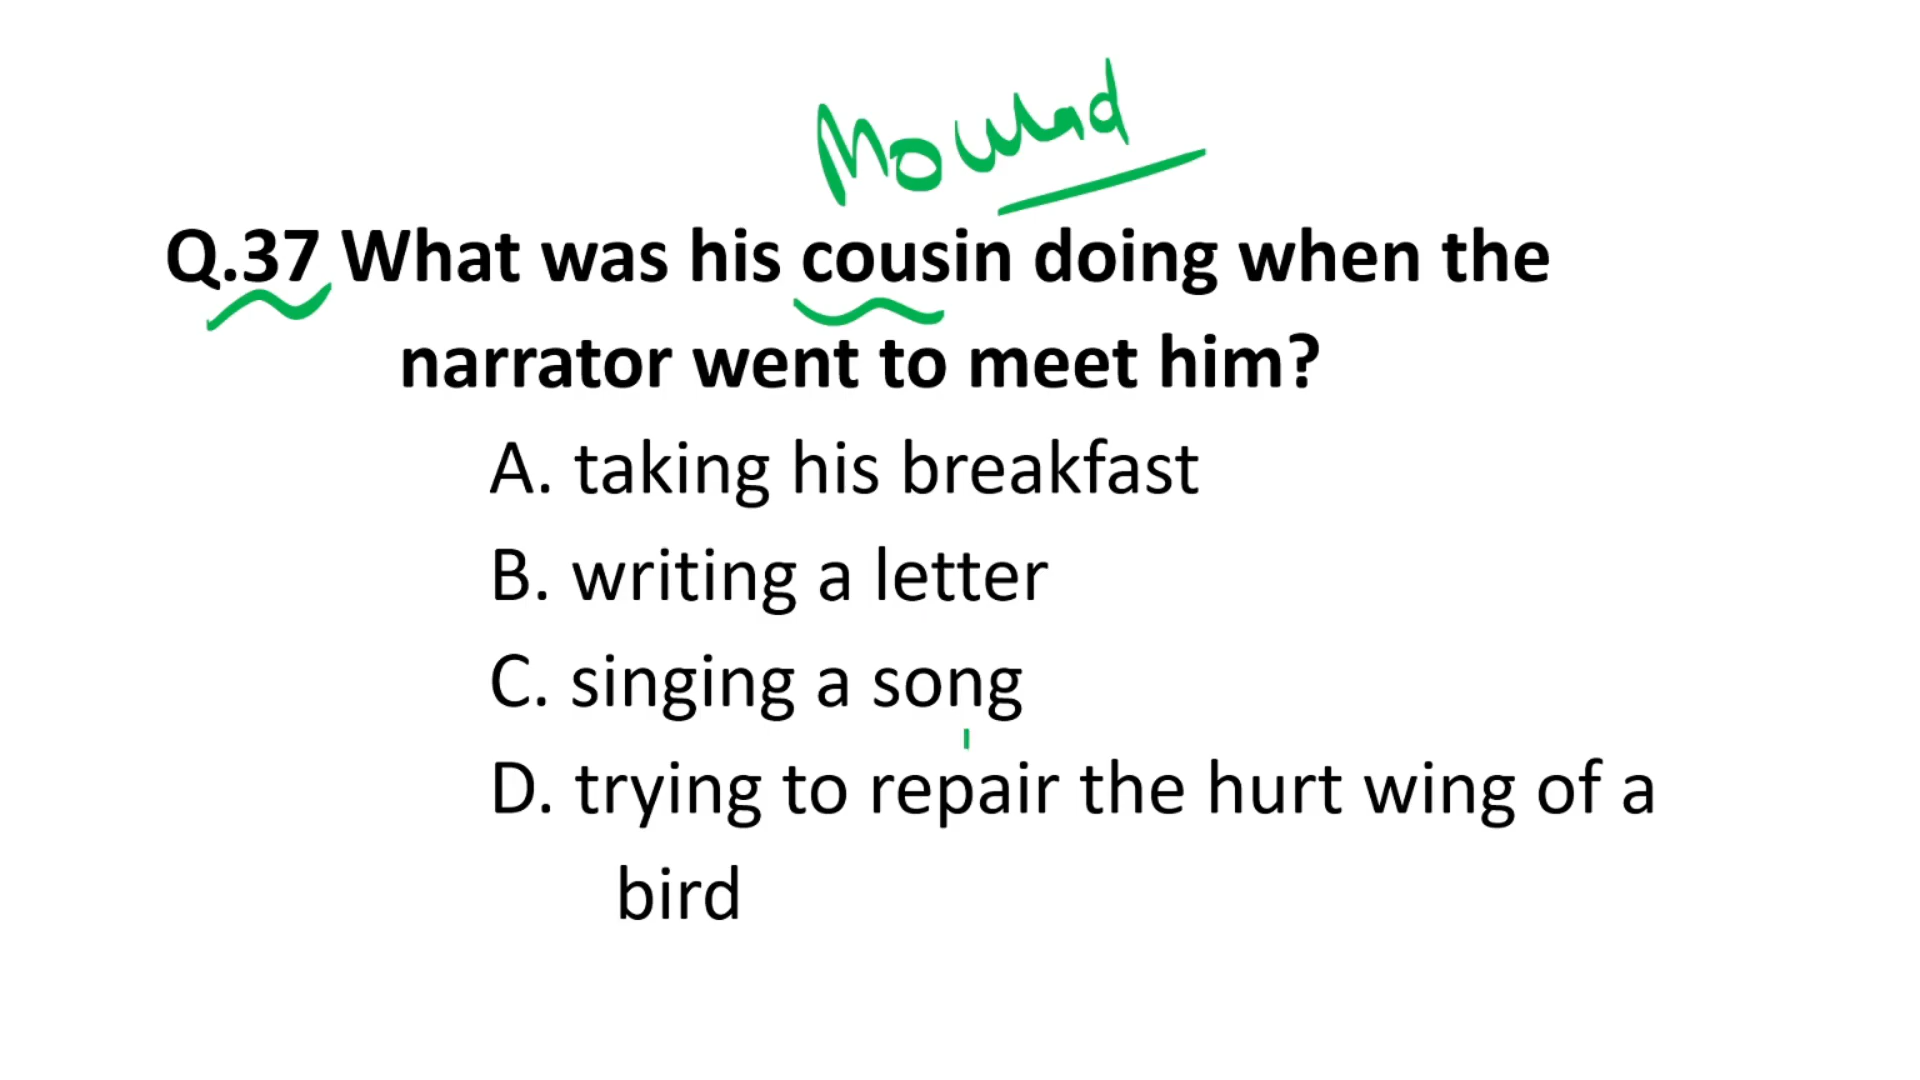 Mourad
Q.37 What was his cousin doing when the
narrator went to meet him?
A. taking his breakfast
B. writing a letter
C. singing a song
D. trying to repair the hurt wing of a
bird